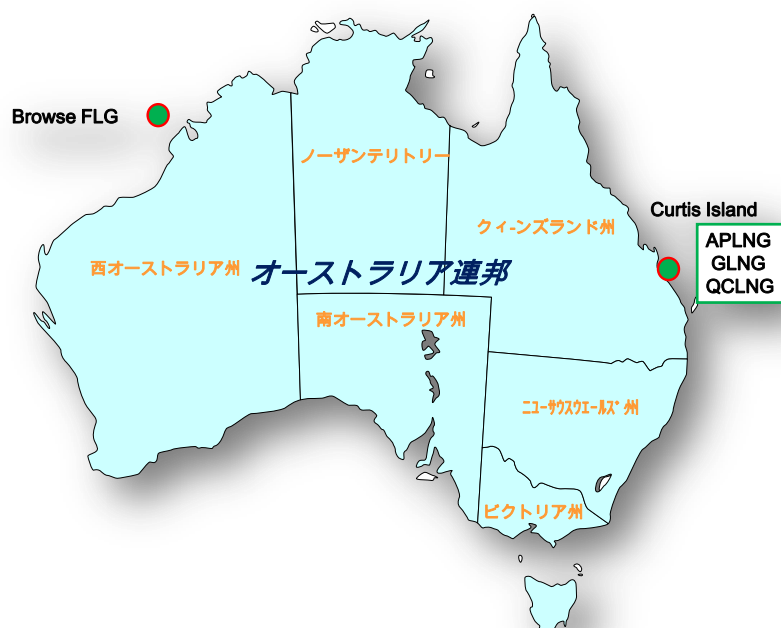 Browse FLG
ノーザンテリトリー
Curtis Island
クィ-ンズランド州
APLNG
GLNG
QCLNG
西オーストラリア州
オーストラリア連邦
南オーストラリア州
ﾆｭｰｻｳｽｳｪｰﾙｽﾞ州
ビクトリア州